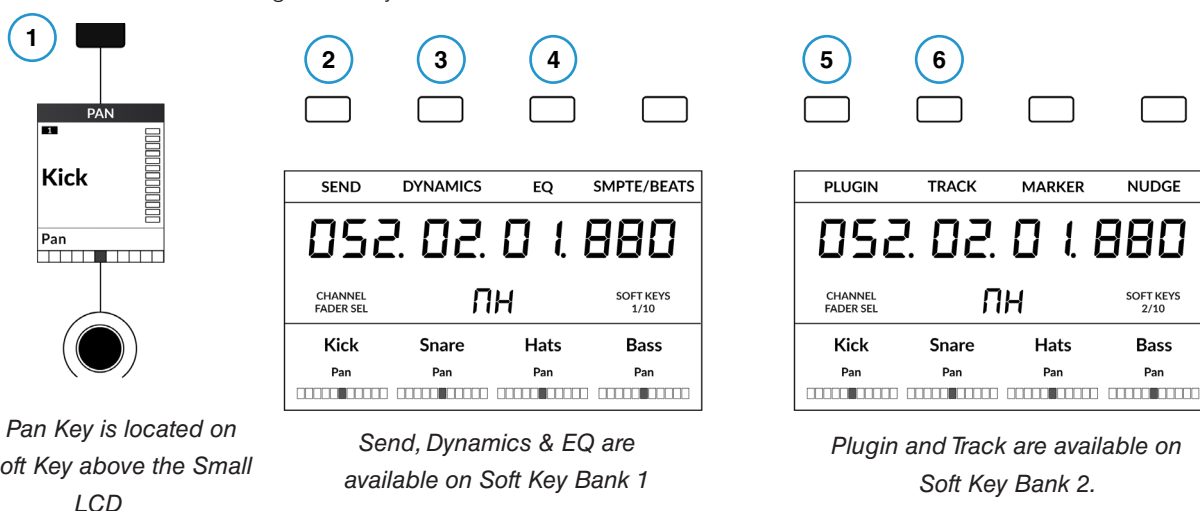 1
PAN
1
Kick
Pan
Pan Key is located on
oft Key above the Small
LCD
2 3 4
SEND DYNAMICS EQ SMPTE/BEATS
052. 02. 01. 880
CHANNEL
FADER SEL
ПH
SOFT KEYS
1/10
Kick Snare Hats Bass
Pan Pan Pan Pan
Send, Dynamics & EQ are
available on Soft Key Bank 1
5 6
PLUGIN TRACK MARKER NUDGE
052. 02. 01. 880
CHANNEL
FADER SEL
ПH
SOFT KEYS
2/10
Kick Snare Hats Bass
Pan Pan Pan Pan
Plugin and Track are available on
Soft Key Bank 2.